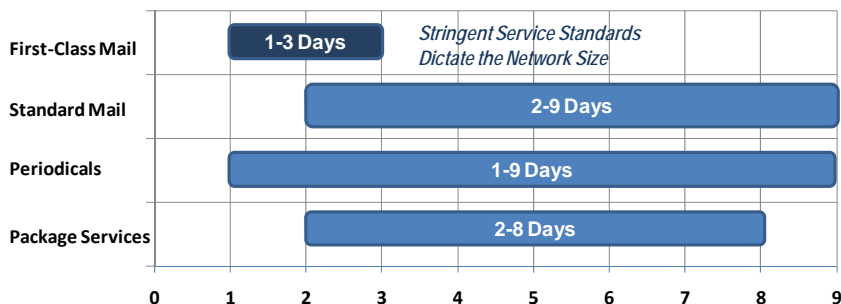 First-Class Mail
1-3 Days
Stringent Service Standards
Dictate the Network Size
Standard Mail
2-9 Days
Periodicals
1-9 Days
Package Services
2-8 Days
0 1 2 3 4 5 6 7 8 9